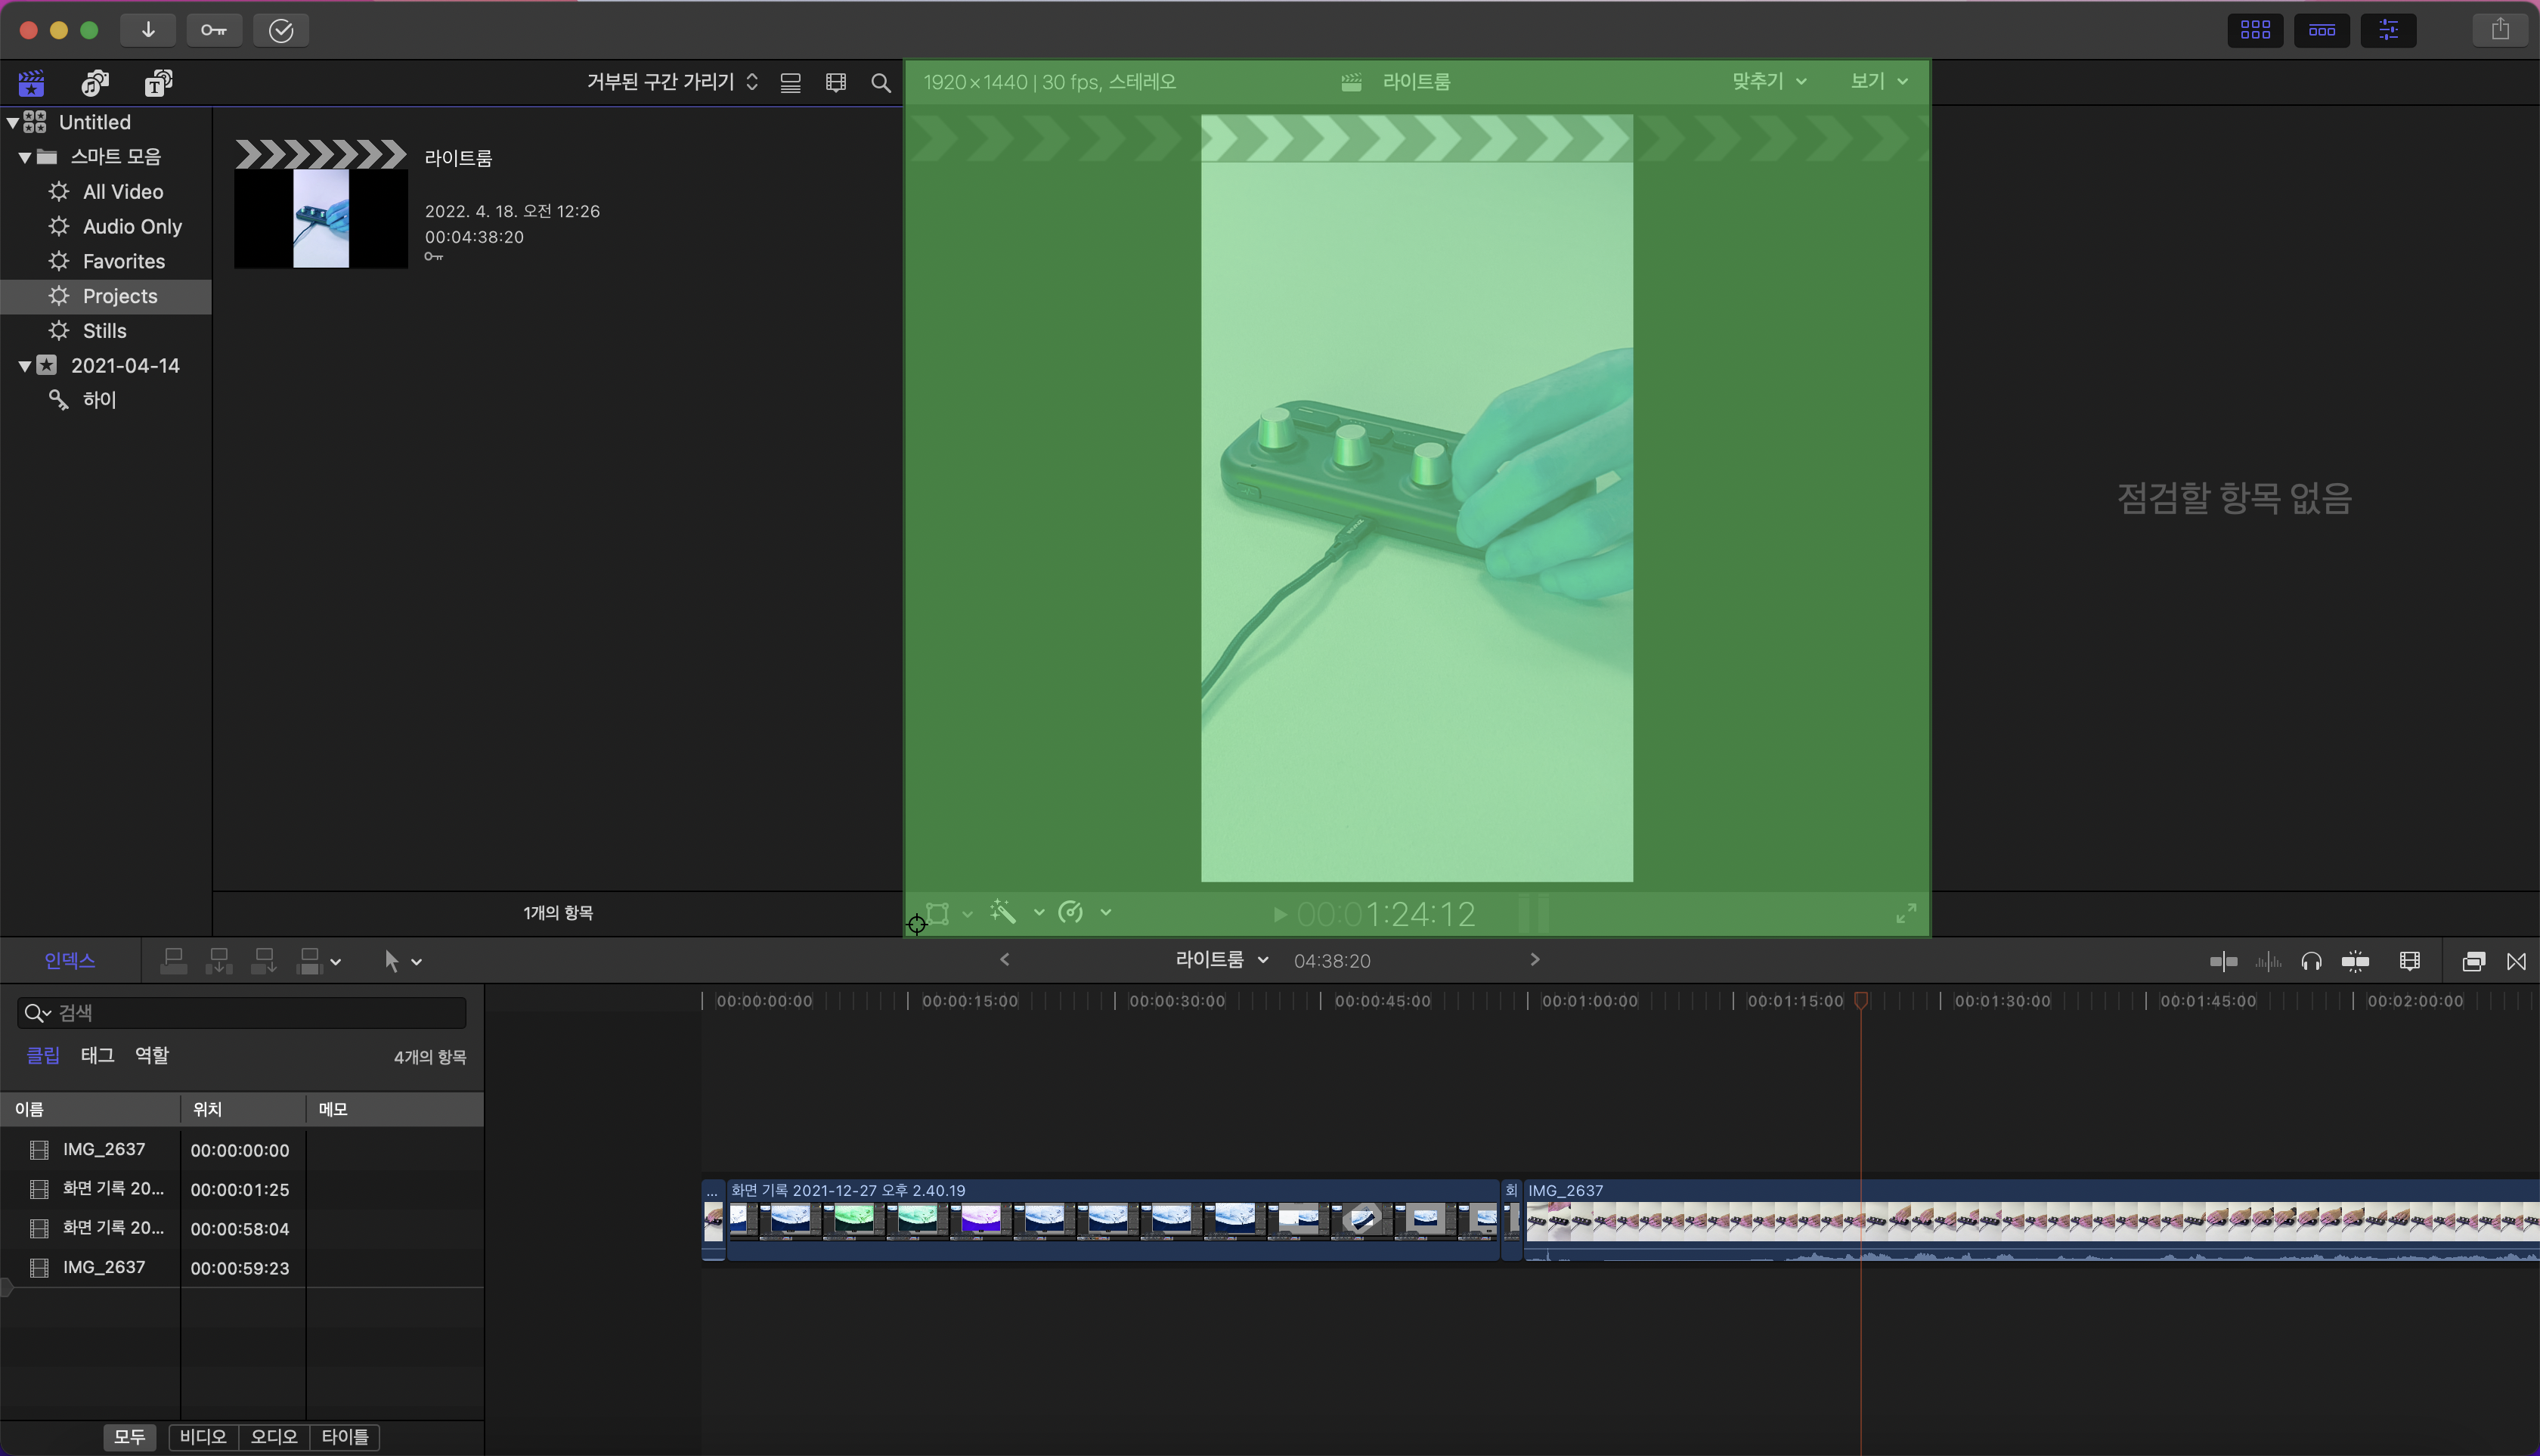 거부된 구간 가리기
1920×1440 | 30 fps, 스테레오
라이트룸
맞추기
보기
Untitled
스마트 모음
All Video
Audio Only
Favorites
Projects
Stills
2021-04-14
하이
라이트룸
2022. 4. 18. 오전 12:26
00:04:38:20
1개의 항목
점검할 항목 없음
00:01:24:12
인덱스
라이트룸
04:38:20
검색
클립 태그 역할
4개의 항목
이름 위치 메모
IMG_2637 00:00:00:00
화면 기록 20... 00:00:01:25
화면 기록 20... 00:00:58:04
IMG_2637 00:00:59:23
모두 비디오 오디오 타이틀
00:00:00:00 00:00:15:00 00:00:30:00 00:00:45:00 00:01:00:00 00:01:15:00 00:01:30:00 00:01:45:00 00:02:00:00
... 화면 기록 2021-12-27 오후 2.40.19 IMG_2637